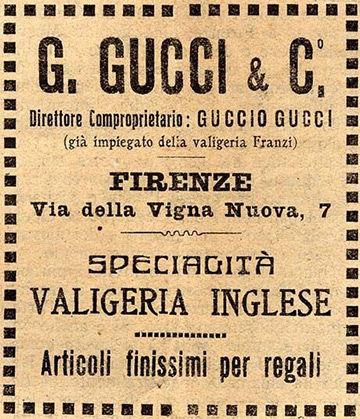 G. GUCCI & C.º
Direttore Comproprietario: GUCCIO GUCCI
(già impiegato della valigeria Franzi)
FIRENZE
Via della Vigna Nuova, 7
SPECIALITÀ
VALIGERIA INGLESE
Articoli finissimi per regali